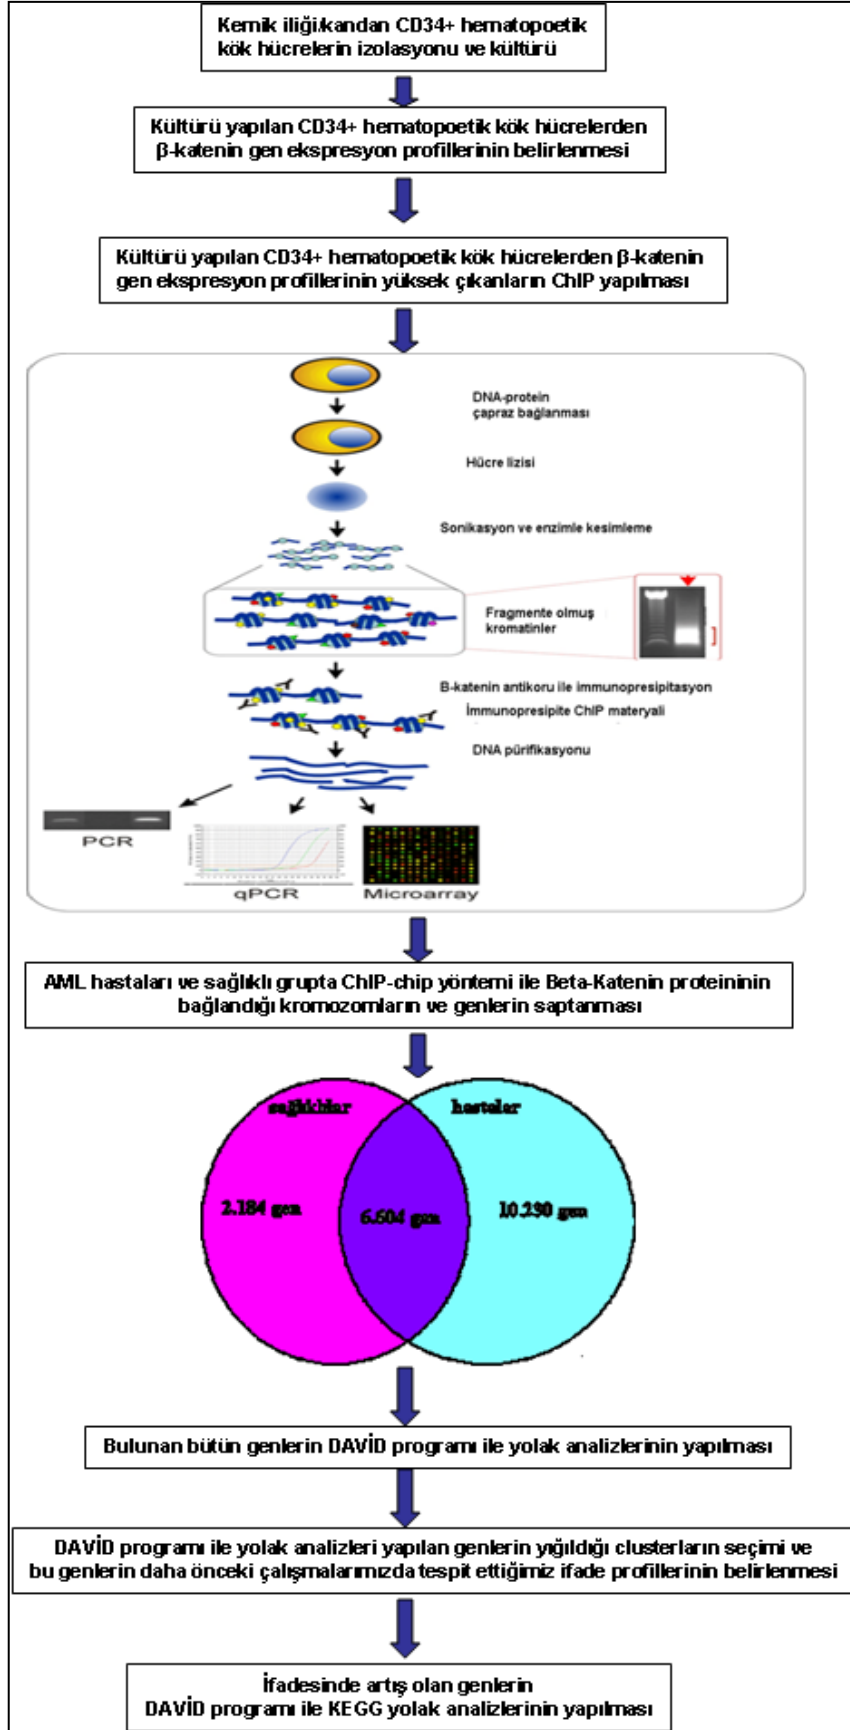 Kemik iliği/kandan CD34+ hematopoetik
kök hücrelerin izolasyonu ve kültürü
Kültürü yapılan CD34+ hematopoetik kök hücrelerden
β-katenin gen ekspresyon profillerinin belirlenmesi
Kültürü yapılan CD34+ hematopoetik kök hücrelerden β-katenin
gen ekspresyon profillerinin yüksek çıkanların ChIP yapılması
DNA-protein
çapraz bağlanması
Hücre lizisi
Sonikasyon ve enzimle kesimleme
Fragmente olmuş
kromatinler
B-katenin antikoru ile immunopresipitasyon
İmmunopresipite ChIP materyali
DNA pürifikasyonu
PCR
qPCR
Microarray
AML hastaları ve sağlıklı grupta ChIP-chip yöntemi ile Beta-Katenin proteininin
bağlandığı kromozomların ve genlerin saptanması
sağlıklılar
hastalar
2.184 gen
6.604 gen
10.230 gen
Bulunan bütün genlerin DAVİD programı ile yolak analizlerinin yapılması
DAVİD programı ile yolak analizleri yapılan genlerin yığıldığı clusterların seçimi ve
bu genlerin daha önceki çalışmalarımızda tespit ettiğimiz ifade profillerinin belirlenmesi
İfadesinde artış olan genlerin
DAVİD programı ile KEGG yolak analizlerinin yapılması